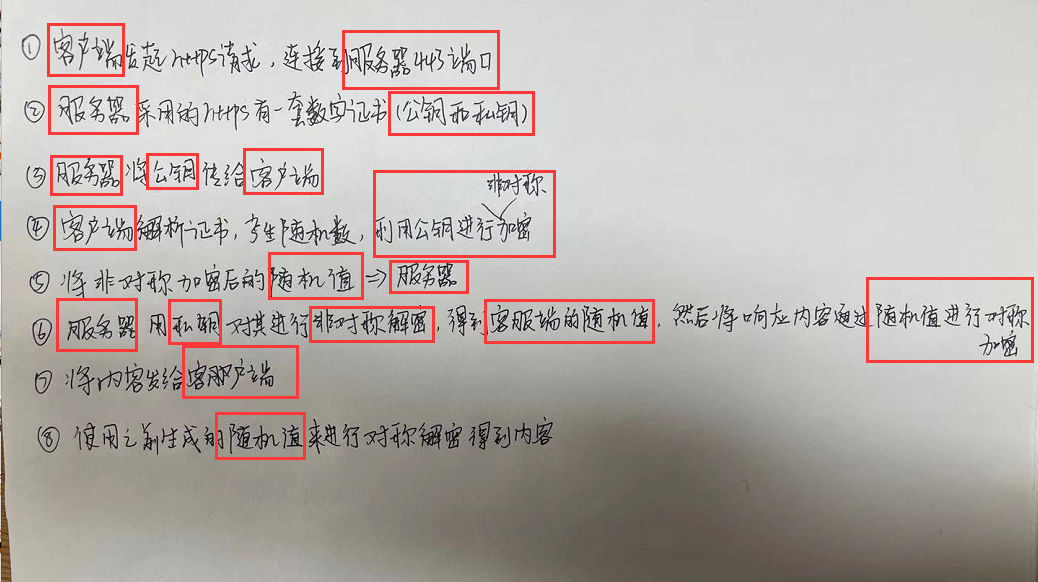 ① 客户端发起https请求，连接到服务器443端口
② 服务器采用的https有一套数字证书（公钥和私钥）
③ 服务器将公钥传给客户端
非对称
④ 客户端解析证书，产生随机数，利用公钥进行加密
⑤ 将非对称加密后的随机值 => 服务器
⑥ 服务器用私钥对其进行非对称解密，得到客服端的随机值，然后将响应内容通过随机值进行对称
加密
⑦ 将内容发给客户端
⑧ 使用之前生成的随机值来进行对称解密得到内容